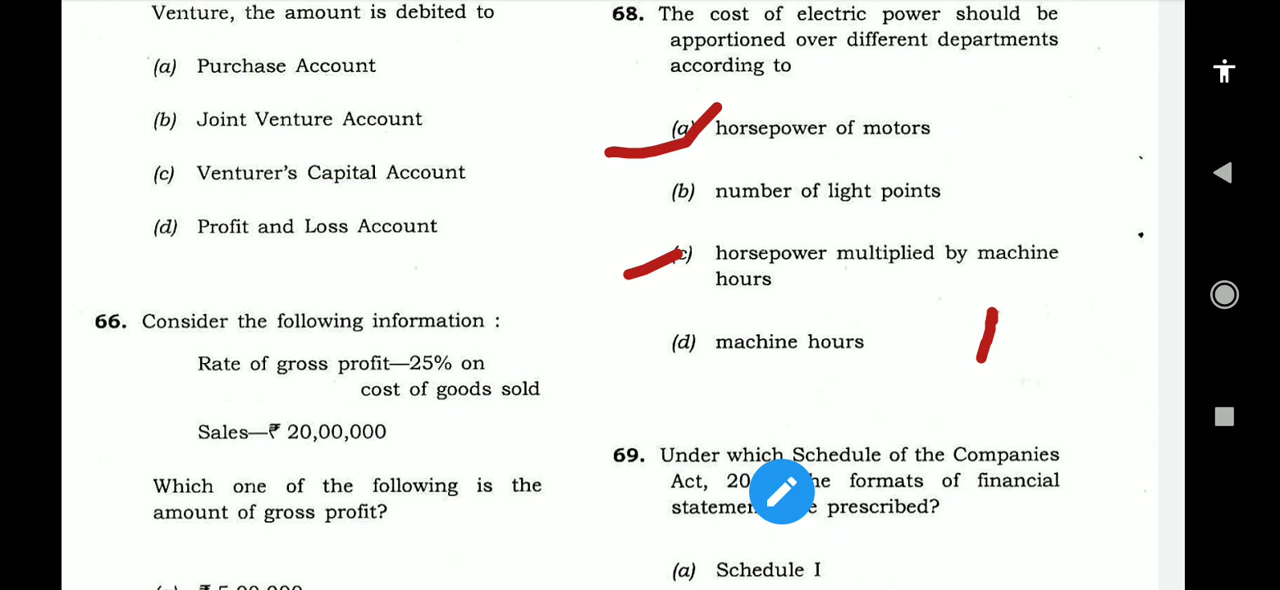 Venture, the amount is debited to
(a) Purchase Account
(b) Joint Venture Account
(c) Venturer's Capital Account
(d) Profit and Loss Account
66. Consider the following information :
Rate of gross profit—25% on
cost of goods sold
Sales—₹ 20,00,000
Which one of the following is the
amount of gross profit?
68. The cost of electric power should be
apportioned over different departments
according to
(a) horsepower of motors
(b) number of light points
(c) horsepower multiplied by machine
hours
(d) machine hours
69. Under which Schedule of the Companies
Act, formats of financial
prescribed?
(a) Schedule I